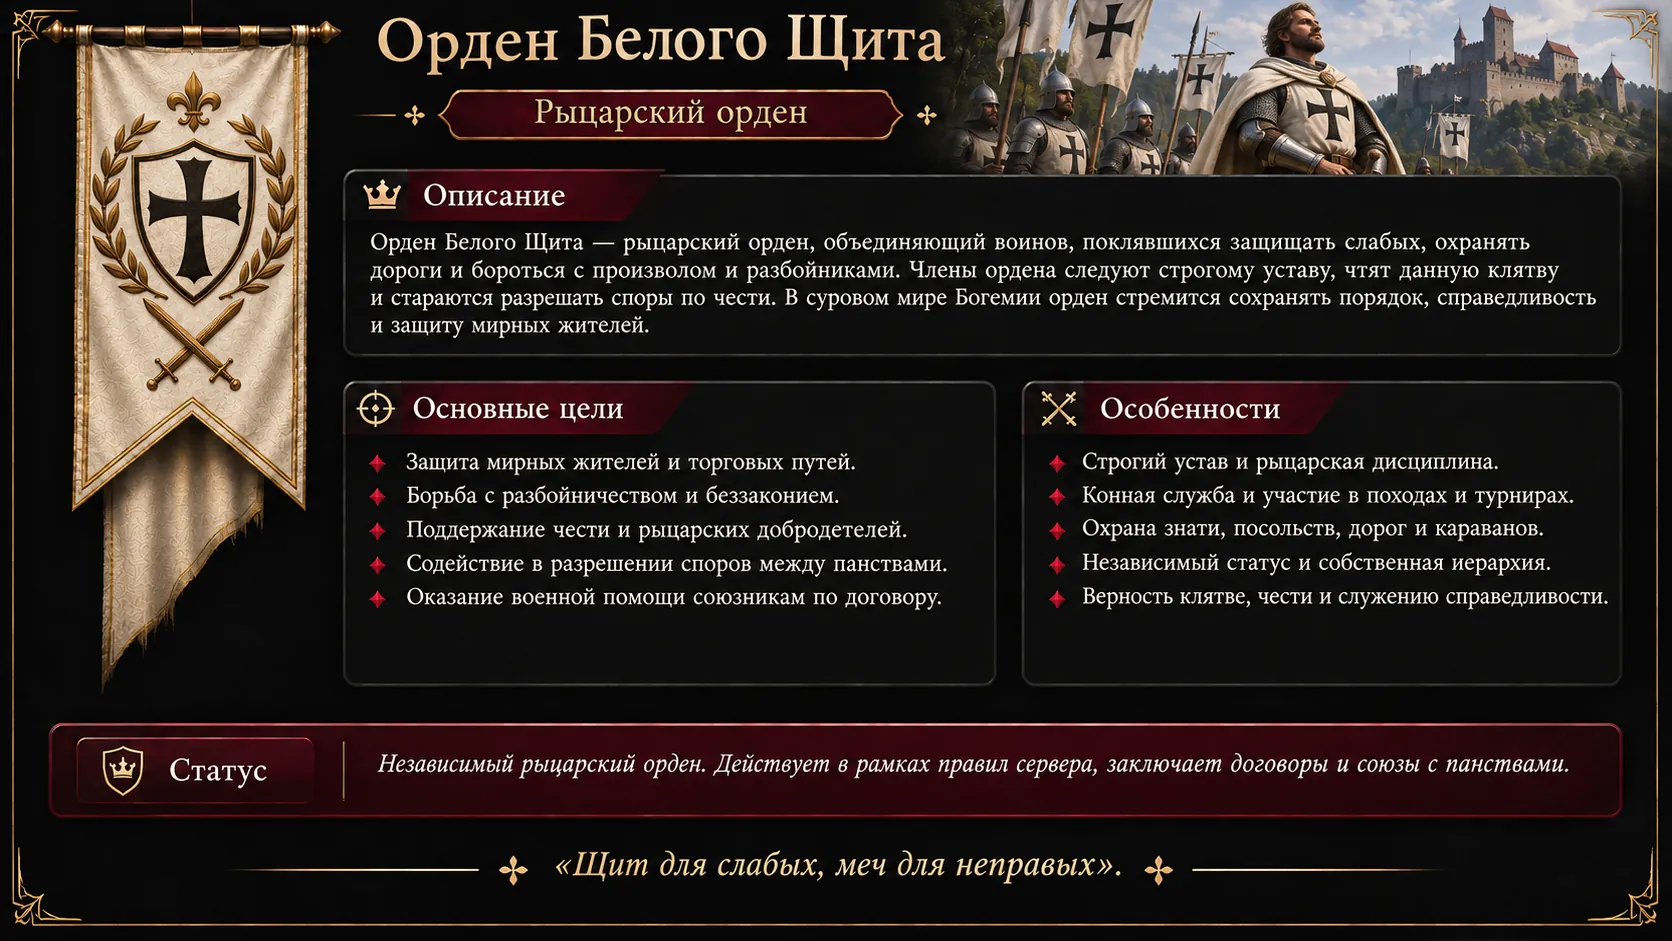 Орден Белого Щита
Рыцарский орден
Описание
Орден Белого Щита — рыцарский орден, объединяющий воинов, поклявшихся защищать слабых, охранять
дороги и бороться с произволом и разбойниками. Члены ордена следуют строгому уставу, чтят данную клятву
и стараются разрешать споры по чести. В суровом мире Богемии орден стремится сохранять порядок, справедливость
и защиту мирных жителей.
Основные цели
Защита мирных жителей и торговых путей.
Борьба с разбойничеством и беззаконием.
Поддержание чести и рыцарских добродетелей.
Содействие в разрешении споров между панствами.
Оказание военной помощи союзникам по договору.
Особенности
Строгий устав и рыцарская дисциплина.
Конная служба и участие в походах и турнирах.
Охрана знати, посольств, дорог и караванов.
Независимый статус и собственная иерархия.
Верность клятве, чести и служению справедливости.
Статус
Независимый рыцарский орден. Действует в рамках правил сервера, заключает договоры и союзы с панствами.
«Щит для слабых, меч для неправых».